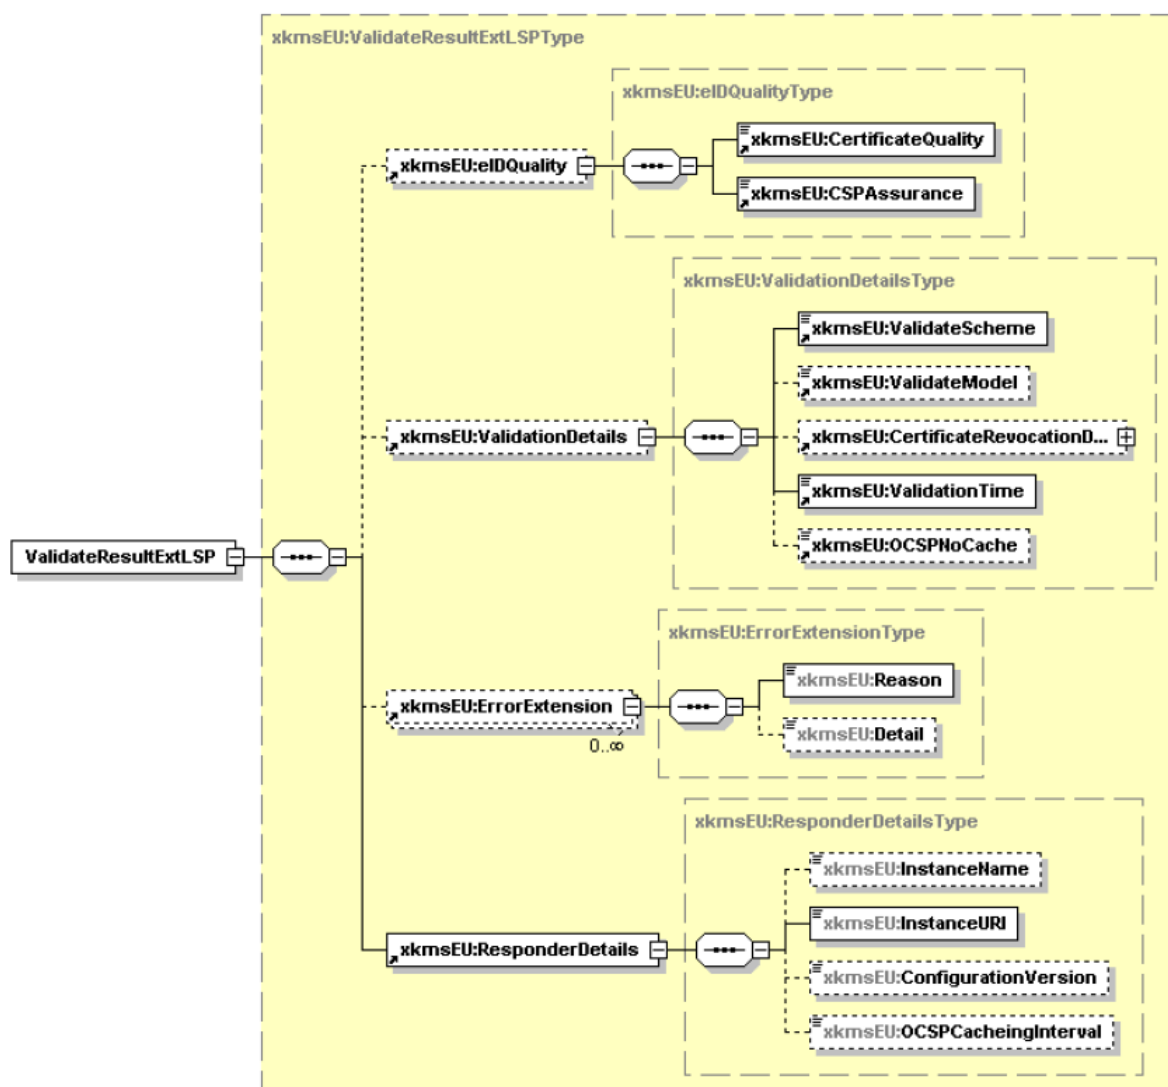 xkmsEU:ValidateResultExtLSPType
xkmsEU:eIDQualityType
xkmsEU:CertificateQuality
xkmsEU:eIDQuality
xkmsEU:CSPAssurance
xkmsEU:ValidationDetailsType
xkmsEU:ValidateScheme
xkmsEU:ValidateModel
xkmsEU:ValidationDetails
xkmsEU:CertificateRevocationD...
xkmsEU:ValidationTime
xkmsEU:OCSPNoCache
ValidateResultExtLSP
xkmsEU:ErrorExtensionType
xkmsEU:Reason
xkmsEU:ErrorExtension
xkmsEU:Detail
0..∞
xkmsEU:ResponderDetailsType
xkmsEU:InstanceName
xkmsEU:InstanceURI
xkmsEU:ResponderDetails
xkmsEU:ConfigurationVersion
xkmsEU:OCSPCacheingInterval